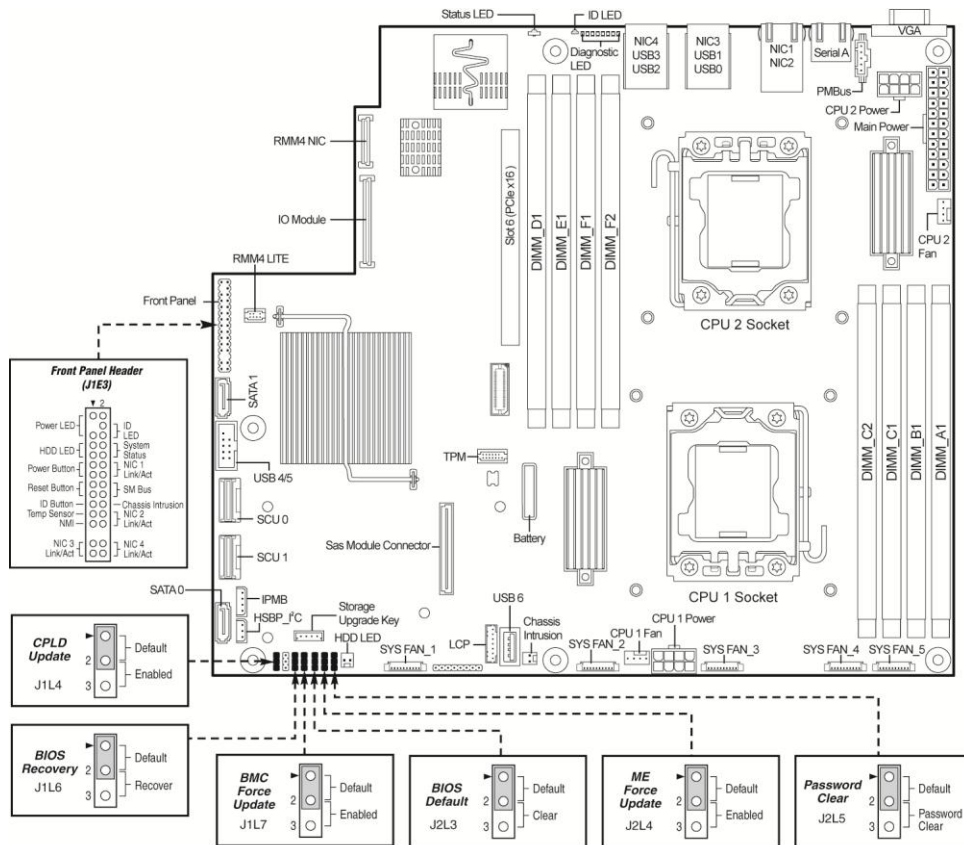 Status LED
ID LED
Diagnostic
LED
NIC4
USB3
USB2
NIC3
USB1
USB0
NIC1
NIC2
Serial A
VGA
PMBus
CPU 2 Power
Main Power
RMM4 NIC
IO Module
RMM4 LITE
Front Panel
Slot 6 (PCIe x16)
DIMM_D1
DIMM_E1
DIMM_F1
DIMM_F2
CPU 2
Fan
CPU 2 Socket
Front Panel Header
(J1E3)
2
Power LED
ID
LED
HDD LED
System
Status
Power Button
NIC 1
Link/Act
Reset Button
SM Bus
ID Button
Chassis Intrusion
Temp Sensor
NMI
NIC 2
Link/Act
NIC 3
Link/Act
NIC 4
Link/Act
SATA 1
USB 4/5
SCU 0
SCU 1
TPM
Battery
Sas Module Connector
DIMM_C2
DIMM_C1
DIMM_B1
DIMM_A1
CPU 1 Socket
SATA 0
IPMB
HSBP_I²C
Storage
Upgrade Key
HDD LED
LCP
USB 6
Chassis
Intrusion
CPU 1 Fan
CPU 1 Power
SYS FAN_1
SYS FAN_2
SYS FAN_3
SYS FAN_4
SYS FAN_5
CPLD
Update
J1L4
2
3
Default
Enabled
BIOS
Recovery
J1L6
2
3
Default
Recover
BMC
Force
Update
J1L7
2
3
Default
Enabled
BIOS
Default
J2L3
2
3
Default
Clear
ME
Force
Update
J2L4
2
3
Default
Enabled
Password
Clear
J2L5
2
3
Default
Password
Clear